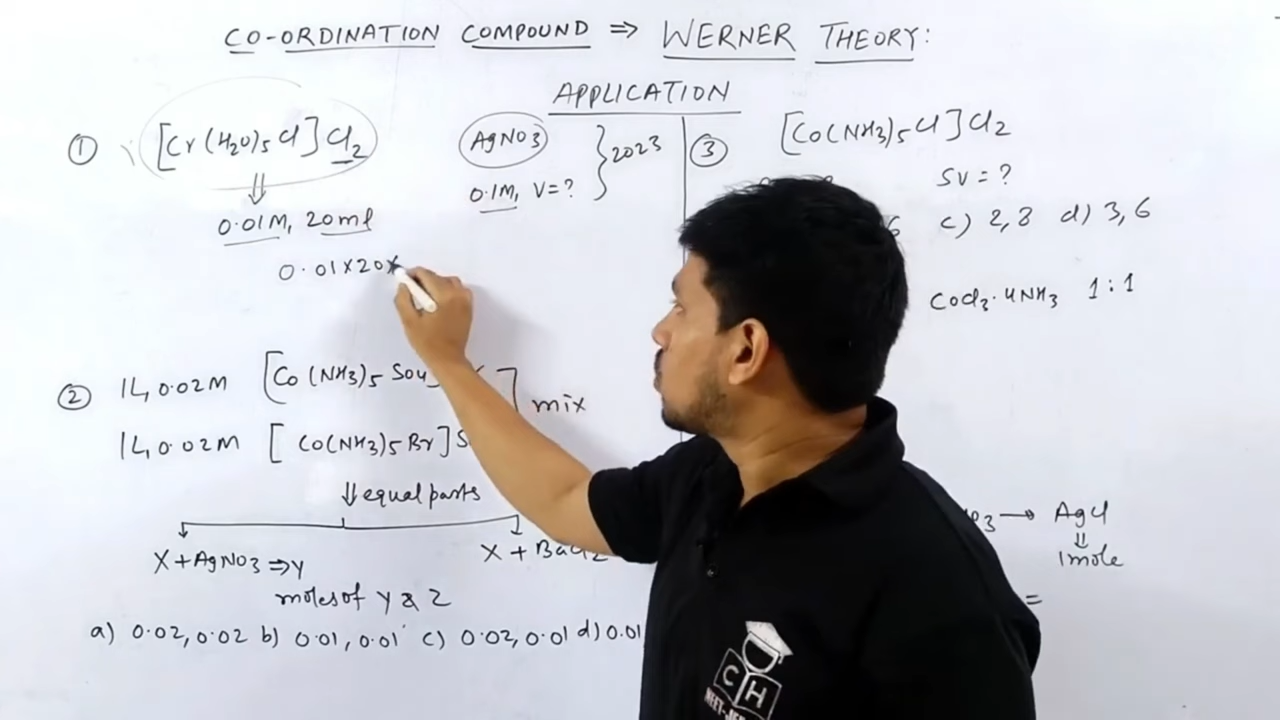 CO-ORDINATION COMPOUND ⇒ WERNER THEORY:
APPLICATION
① [Cr(H₂O)₅Cl]Cl₂
0.01M, 20ml
0.01×20×
AgNO₃
0.1M, V=?
2023
② 1L, 0.02M [Co(NH₃)₅SO₄]
1L, 0.02M [Co(NH₃)₅Br]S
mix
⇓ equal parts
X+AgNO₃ ⇒ Y
X + BaCl₂
moles of Y & Z
a) 0.02, 0.02 b) 0.01, 0.01 c) 0.02, 0.01 d) 0.01
③ [Co(NH₃)₅Cl]Cl₂
SV = ?
6 c) 2,8 d) 3,6
CoCl₃·4NH₃ 1:1
3 → AgCl
⇓
1mole
=
CH